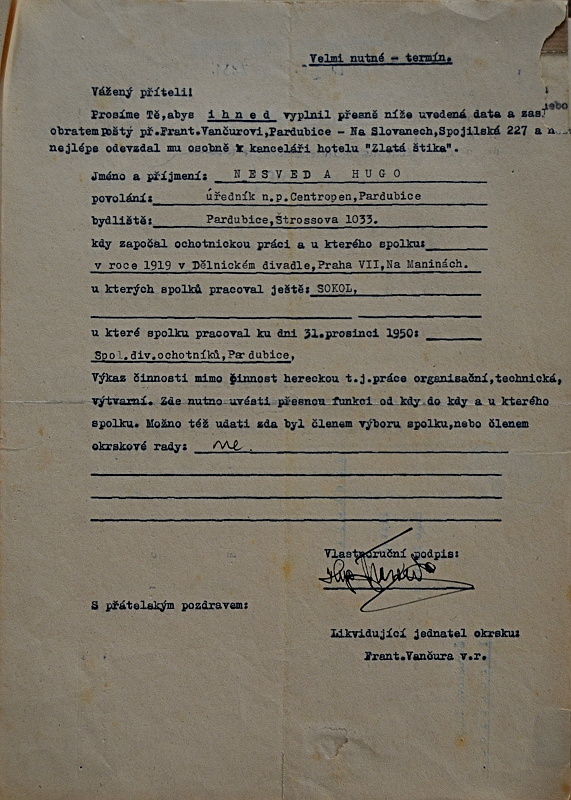 Velmi nutné - termín.
Vážený příteli!
Prosíme Tě,abys ihned vyplnil přesně níže uvedená data a zas
obratem pošty př.Frant.Vančurovi,Pardubice - Na Slovanech,Spojilská 227 a n
nejlépe odevzdal mu osobně v kanceláři hotelu "Zlatá štika".
Jméno a příjmení: NESVEDA HUGO
povolání: úředník n.p.Centropen,Pardubice
bydliště: Pardubice,Štrossova 1033.
kdy započal ochotnickou práci a u kterého spolku:
v roce 1919 v Dělnickém divadle,Praha VII,Na Maninách.
u kterých spolků pracoval ještě: SOKOL,
u které spolku pracoval ku dni 31.prosinci 1950:
Spol.div.ochotníků,Pardubice,
Výkaz činnosti mimo činnost hereckou t.j.práce organisační,technická,
výtvarní. Zde nutno uvésti přesnou funkci od kdy do kdy a u kterého
spolku. Možno též udati zda byl členem výboru spolku,nebo členem
okrskové rady: ne.
Vlastnoruční podpis:
S přátelským pozdravem:
Likvidující jednatel okrsku:
Frant.Vančura v.r.